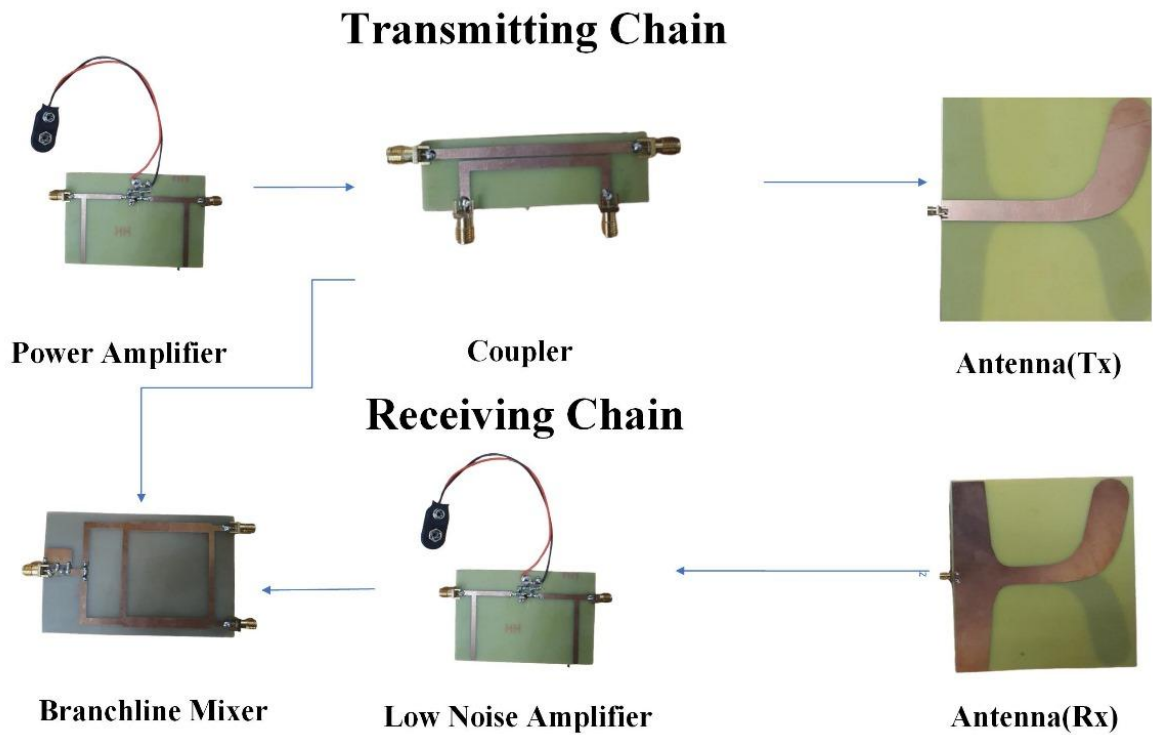 Transmitting Chain
Power Amplifier
Coupler
Antenna(Tx)
Receiving Chain
Branchline Mixer
Low Noise Amplifier
Antenna(Rx)